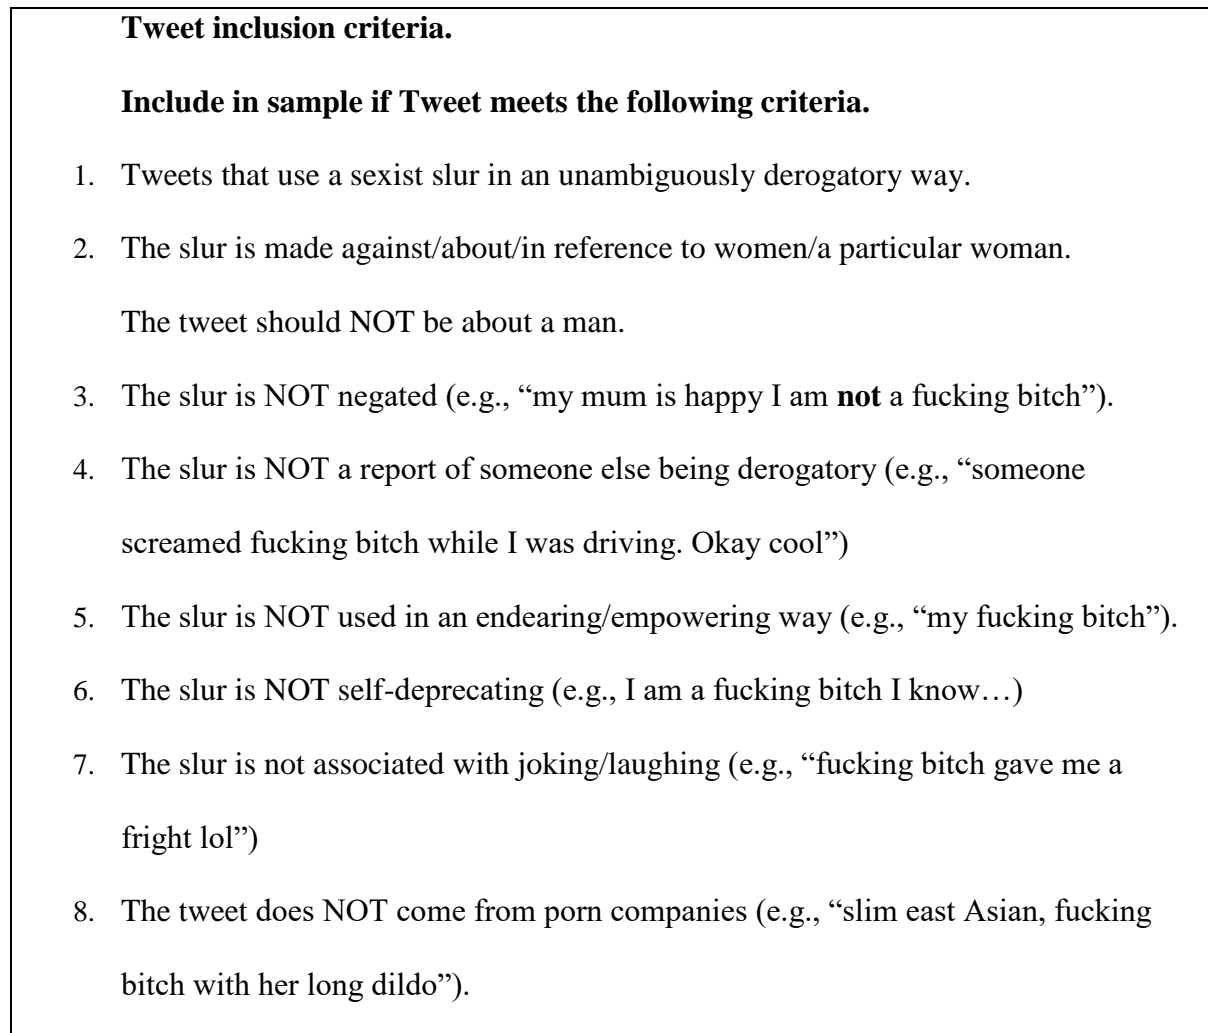 Tweet inclusion criteria.
Include in sample if Tweet meets the following criteria.
1. Tweets that use a sexist slur in an unambiguously derogatory way.
2. The slur is made against/about/in reference to women/a particular woman.
The tweet should NOT be about a man.
3. The slur is NOT negated (e.g., “my mum is happy I am not a fucking bitch”).
4. The slur is NOT a report of someone else being derogatory (e.g., “someone
screamed fucking bitch while I was driving. Okay cool”)
5. The slur is NOT used in an endearing/empowering way (e.g., “my fucking bitch”).
6. The slur is NOT self-deprecating (e.g., I am a fucking bitch I know…)
7. The slur is not associated with joking/laughing (e.g., “fucking bitch gave me a
fright lol”)
8. The tweet does NOT come from porn companies (e.g., “slim east Asian, fucking
bitch with her long dildo”).